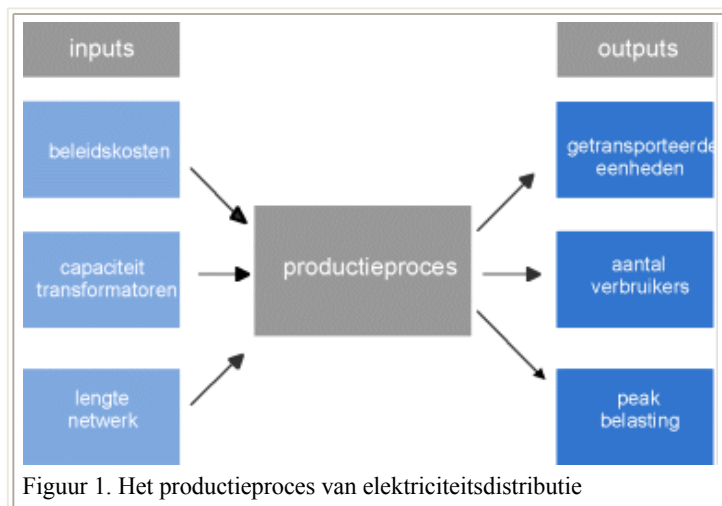 inputs
outputs
beleidskosten
getransporteerde
eenheden
capaciteit
transformatoren
productieproces
aantal
verbruikers
lengte
netwerk
peak
belasting
Figuur 1. Het productieproces van elektriciteitsdistributie